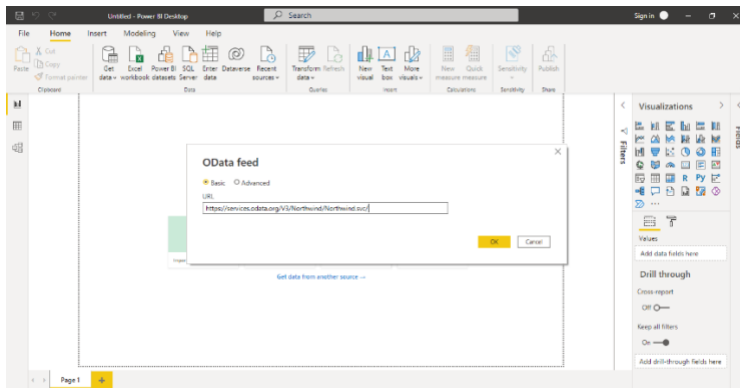 Untitled - Power BI Desktop
Search
Sign in
File Home Insert Modeling View Help
Paste
Cut
Copy
Format painter
Get data
Excel workbook
Power BI datasets
SQL Server
Enter data
Dataverse
Recent sources
Transform data
Refresh
New visual
Text box
More visuals
New measure
Quick measure
Sensitivity
Publish
Clipboard
Data
Queries
Insert
Calculations
Sensitivity
Share
OData feed
Basic Advanced
URL
https://services.odata.org/V3/Northwind/Northwind.svc/
OK Cancel
Get data from another source →
Filters
Visualizations
Fields
R Py
Values
Add data fields here
Drill through
Cross-report
Off
Keep all filters
On
Add drill-through fields here
Page 1